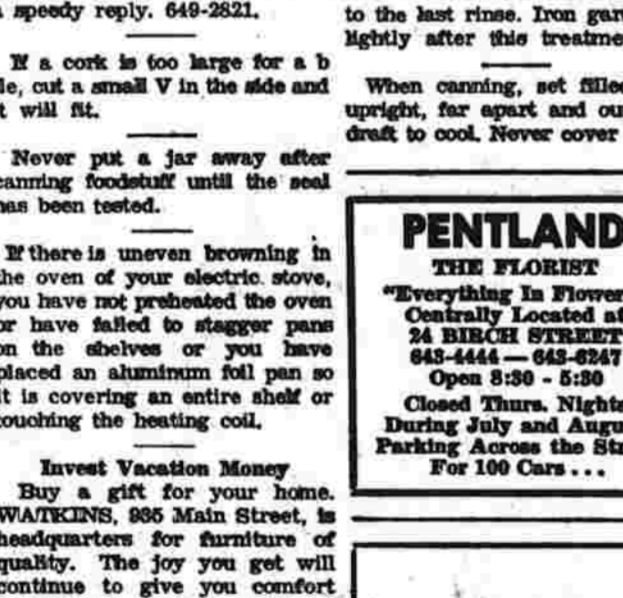 speedy reply. 649-2821.
If a cork is too large for a b
le, cut a small V in the side and
t will fit.
Never put a jar away after
canning foodstuff until the seal
has been tested.
If there is uneven browning in
the oven of your electric. stove,
you have not preheated the oven
or have failed to stagger pans
on the shelves or you have
placed an aluminum foil pan so
it is covering an entire shelf or
touching the heating coil.
Invest Vacation Money
Buy a gift for your home.
WATKINS, 935 Main Street, is
headquarters for furniture of
quality. The joy you get will
continue to give you comfort
to the last rinse. Iron gar
lightly after this treatme
When canning, set filled
upright, far apart and ou
draft to cool. Never cover
PENTLAND
THE FLORIST
"Everything In Flower
Centrally Located at
24 BIRCH STREET
643-4444 — 643-6247
Open 8:30 - 5:30
Closed Thurs. Nights
During July and Augu
Parking Across the Str
For 100 Cars . . .